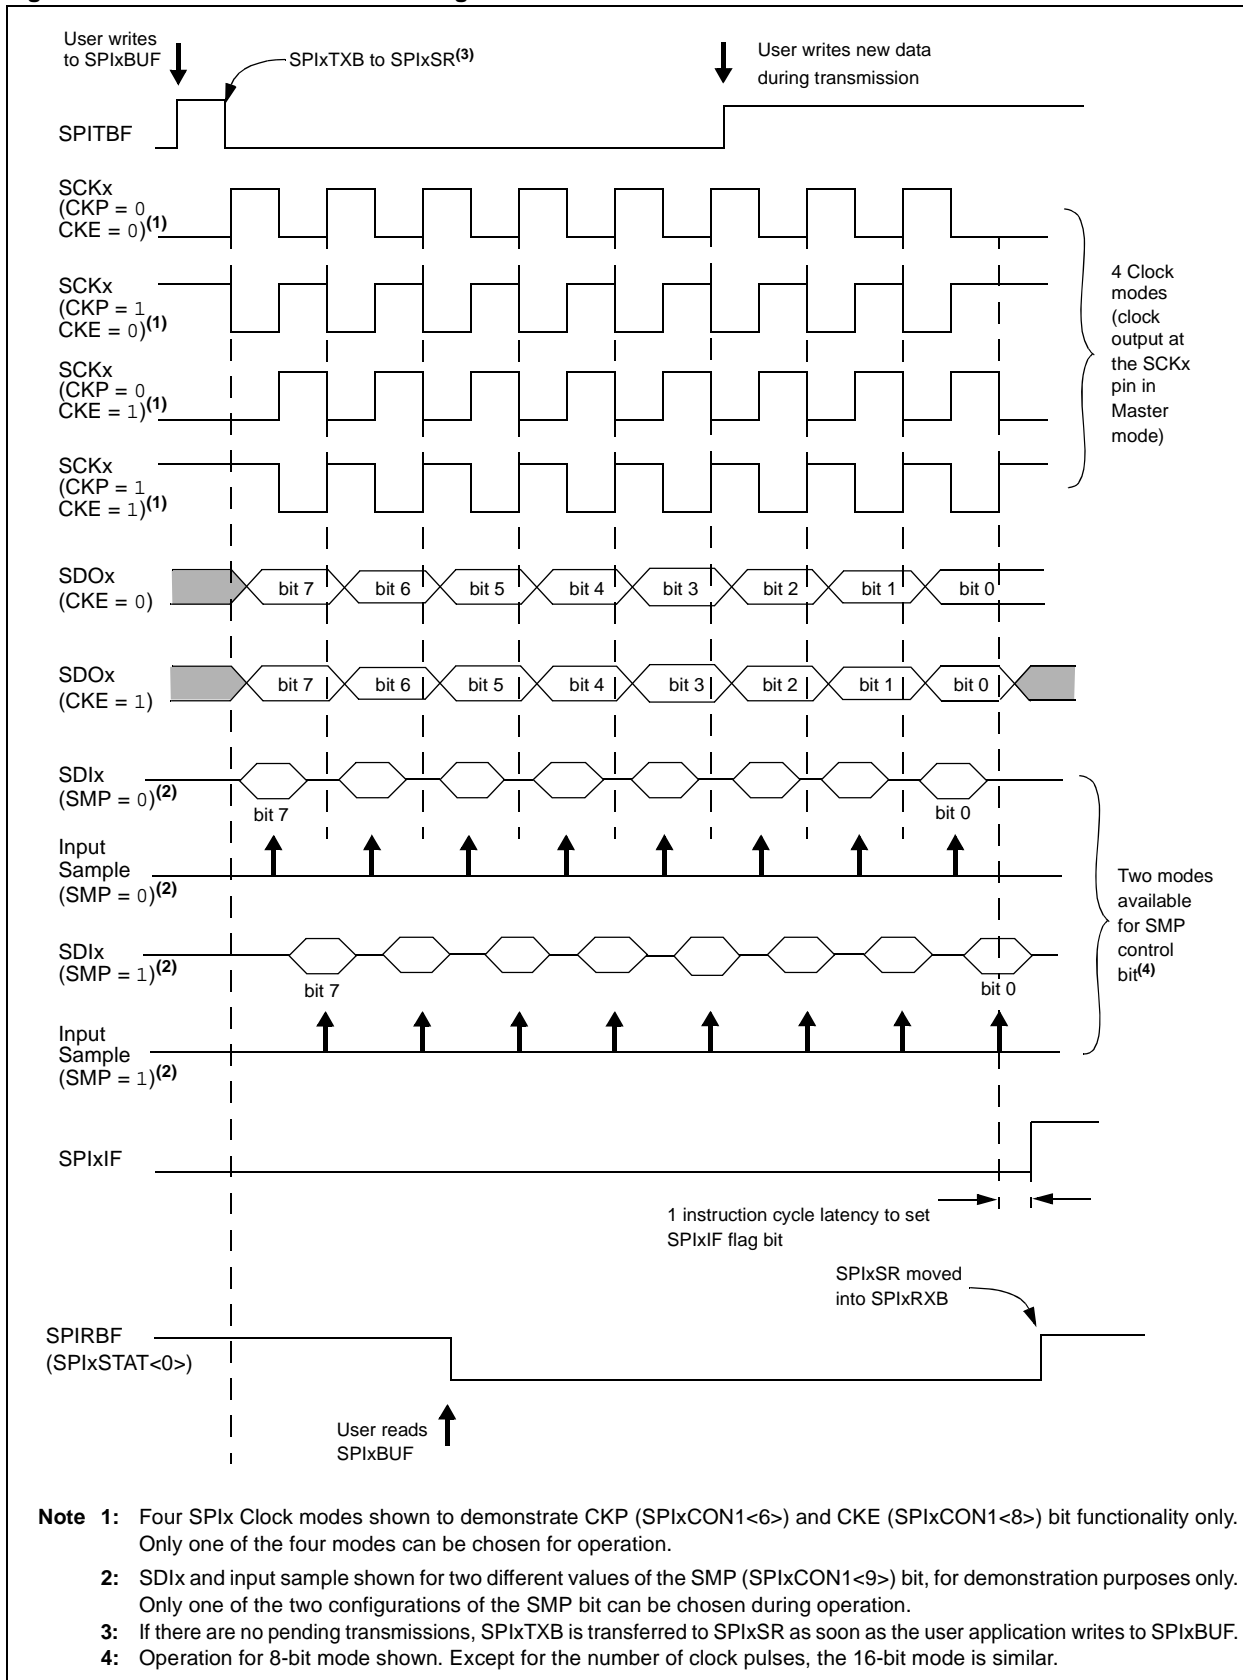 User writes
to SPIxBUF
SPIxTXB to SPIxSR(3)
User writes new data
during transmission
SPITBF
SCKx
(CKP = 0
CKE = 0)(1)
SCKx
(CKP = 1
CKE = 0)(1)
SCKx
(CKP = 0
CKE = 1)(1)
SCKx
(CKP = 1
CKE = 1)(1)
4 Clock
modes
(clock
output at
the SCKx
pin in
Master
mode)
SDOx
(CKE = 0)
bit 7 bit 6 bit 5 bit 4 bit 3 bit 2 bit 1 bit 0
SDOx
(CKE = 1)
bit 7 bit 6 bit 5 bit 4 bit 3 bit 2 bit 1 bit 0
SDIx
(SMP = 0)(2)
bit 7 bit 0
Input
Sample
(SMP = 0)(2)
SDIx
(SMP = 1)(2)
bit 7 bit 0
Input
Sample
(SMP = 1)(2)
Two modes
available
for SMP
control
bit(4)
SPIxIF
1 instruction cycle latency to set
SPIxIF flag bit
SPIxSR moved
into SPIxRXB
SPIRBF
(SPIxSTAT<0>)
User reads
SPIxBUF
Note 1: Four SPIx Clock modes shown to demonstrate CKP (SPIxCON1<6>) and CKE (SPIxCON1<8>) bit functionality only.
Only one of the four modes can be chosen for operation.
2: SDIx and input sample shown for two different values of the SMP (SPIxCON1<9>) bit, for demonstration purposes only.
Only one of the two configurations of the SMP bit can be chosen during operation.
3: If there are no pending transmissions, SPIxTXB is transferred to SPIxSR as soon as the user application writes to SPIxBUF.
4: Operation for 8-bit mode shown. Except for the number of clock pulses, the 16-bit mode is similar.